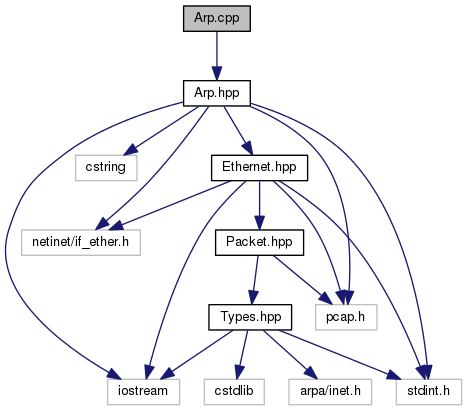 Arp.cpp
Arp.hpp
cstring
Ethernet.hpp
netinet/if_ether.h
Packet.hpp
Types.hpp
pcap.h
iostream
cstdlib
arpa/inet.h
stdint.h